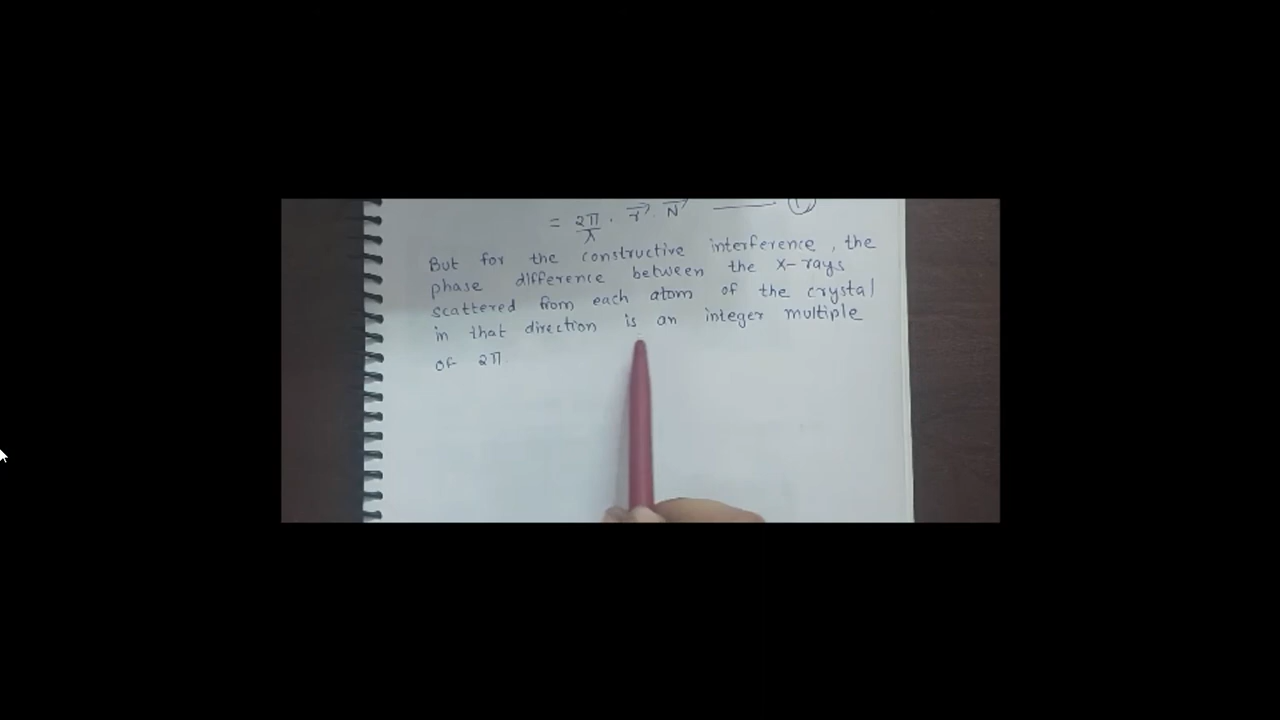 = 2π/λ · r⃗ · N⃗ —— ①
But for the constructive interference, the
phase difference between the X-rays
scattered from each atom of the crystal
in that direction is an integer multiple
of 2π.